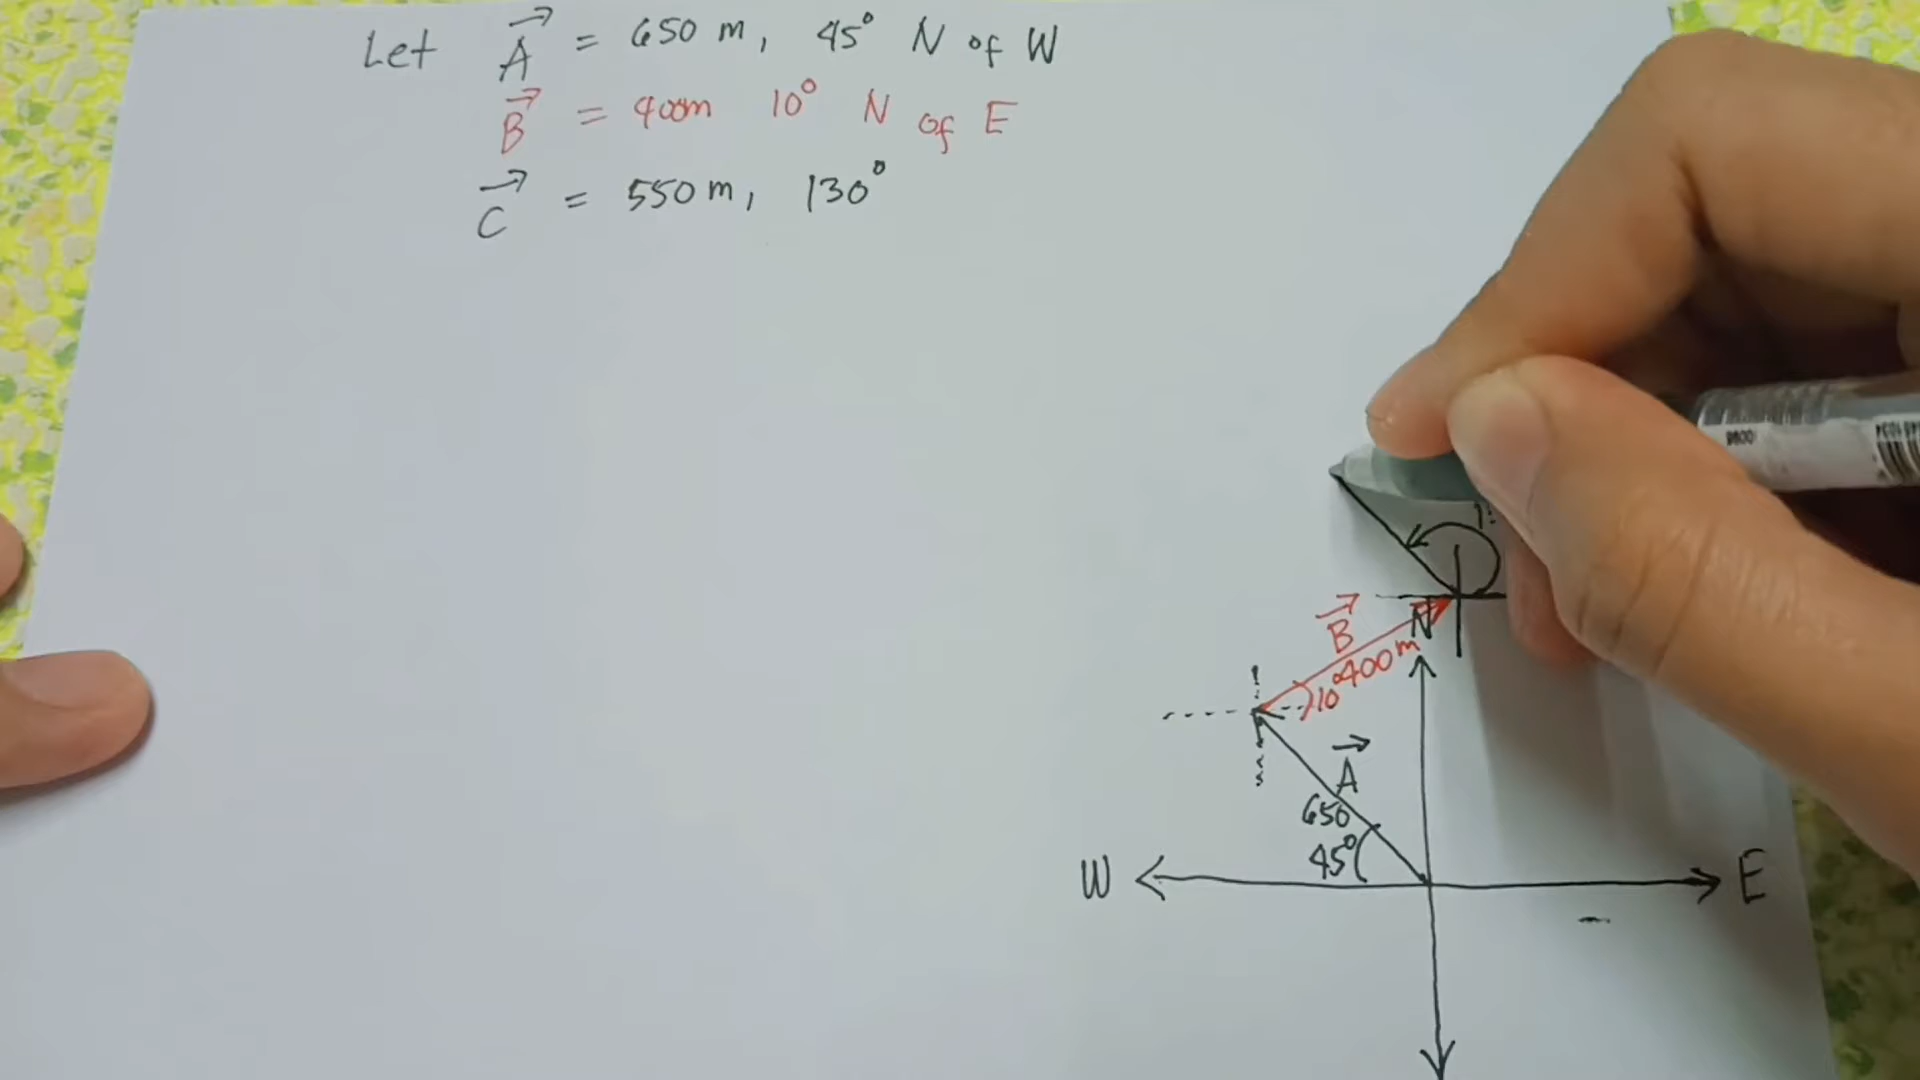 Let A = 650 m, 45° N of W
B = 400m 10° N of E
C = 550 m, 130°
B
N
400 m
10°
A
650
45°
W
E